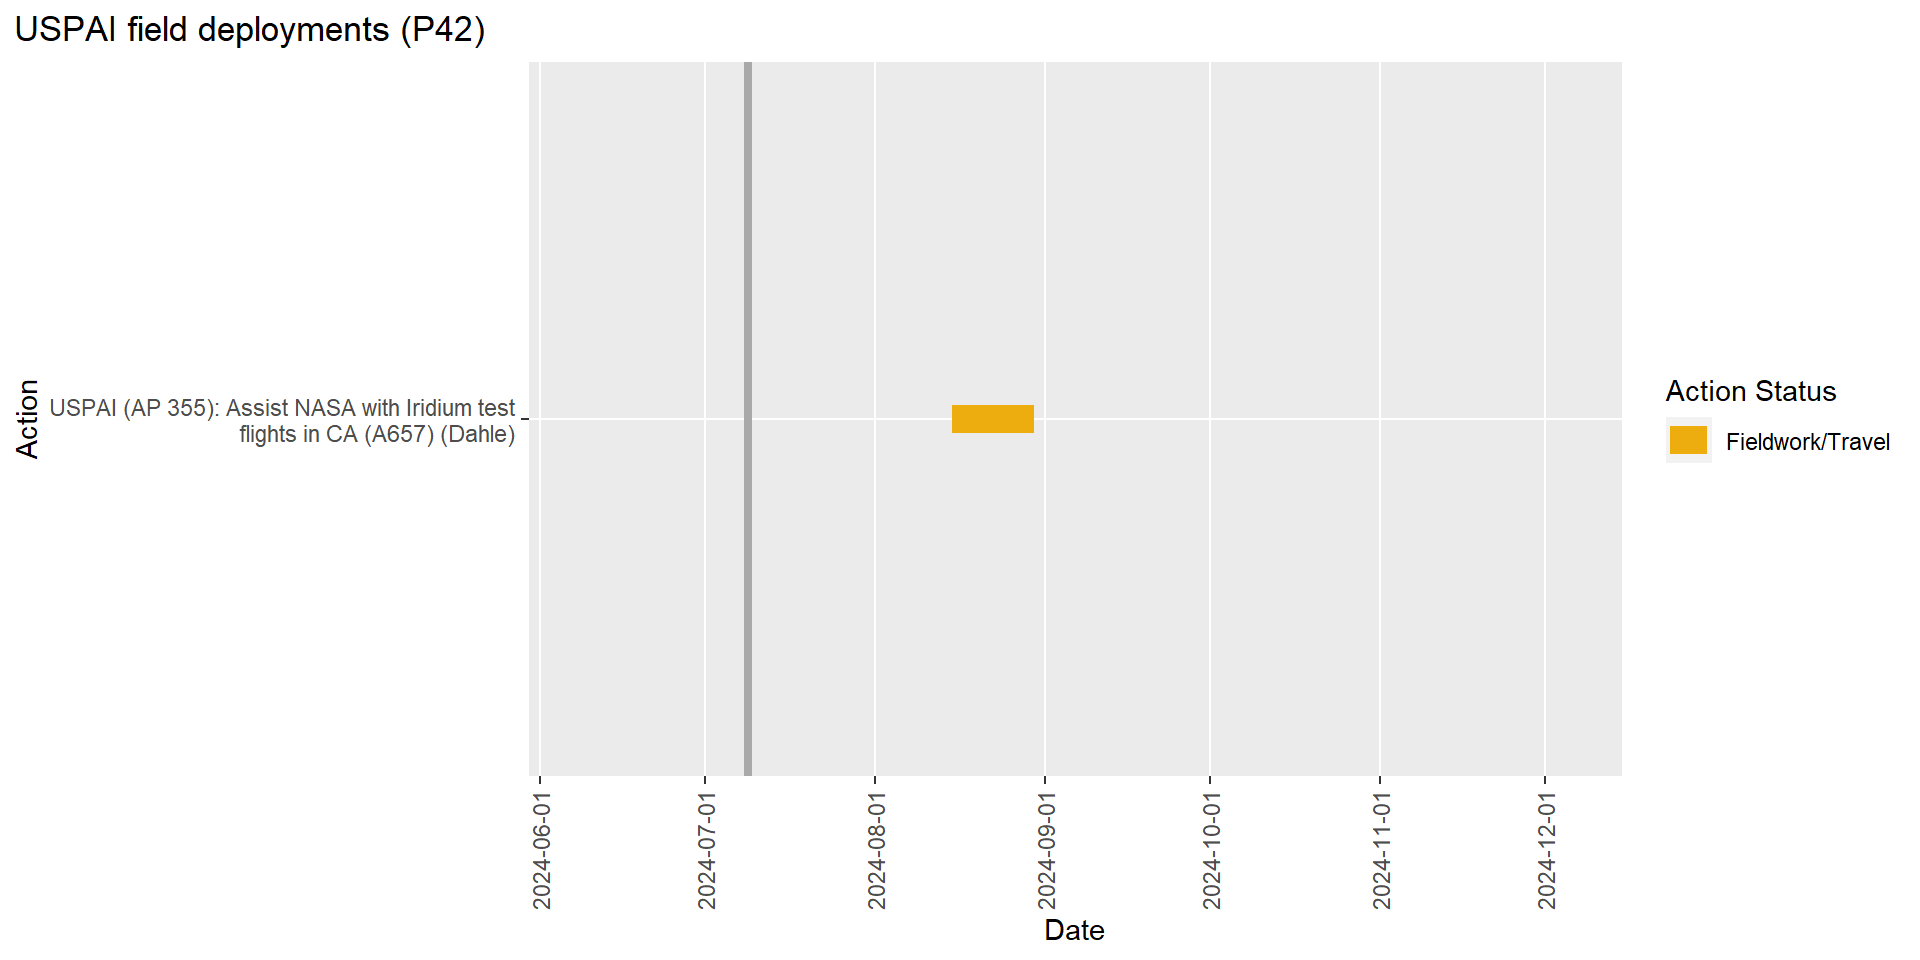 USPAI field deployments (P42)
Action
USPAI (AP 355): Assist NASA with Iridium test
flights in CA (A657) (Dahle)
2024-06-01
2024-07-01
2024-08-01
2024-09-01
2024-10-01
2024-11-01
2024-12-01
Date
Action Status
Fieldwork/Travel